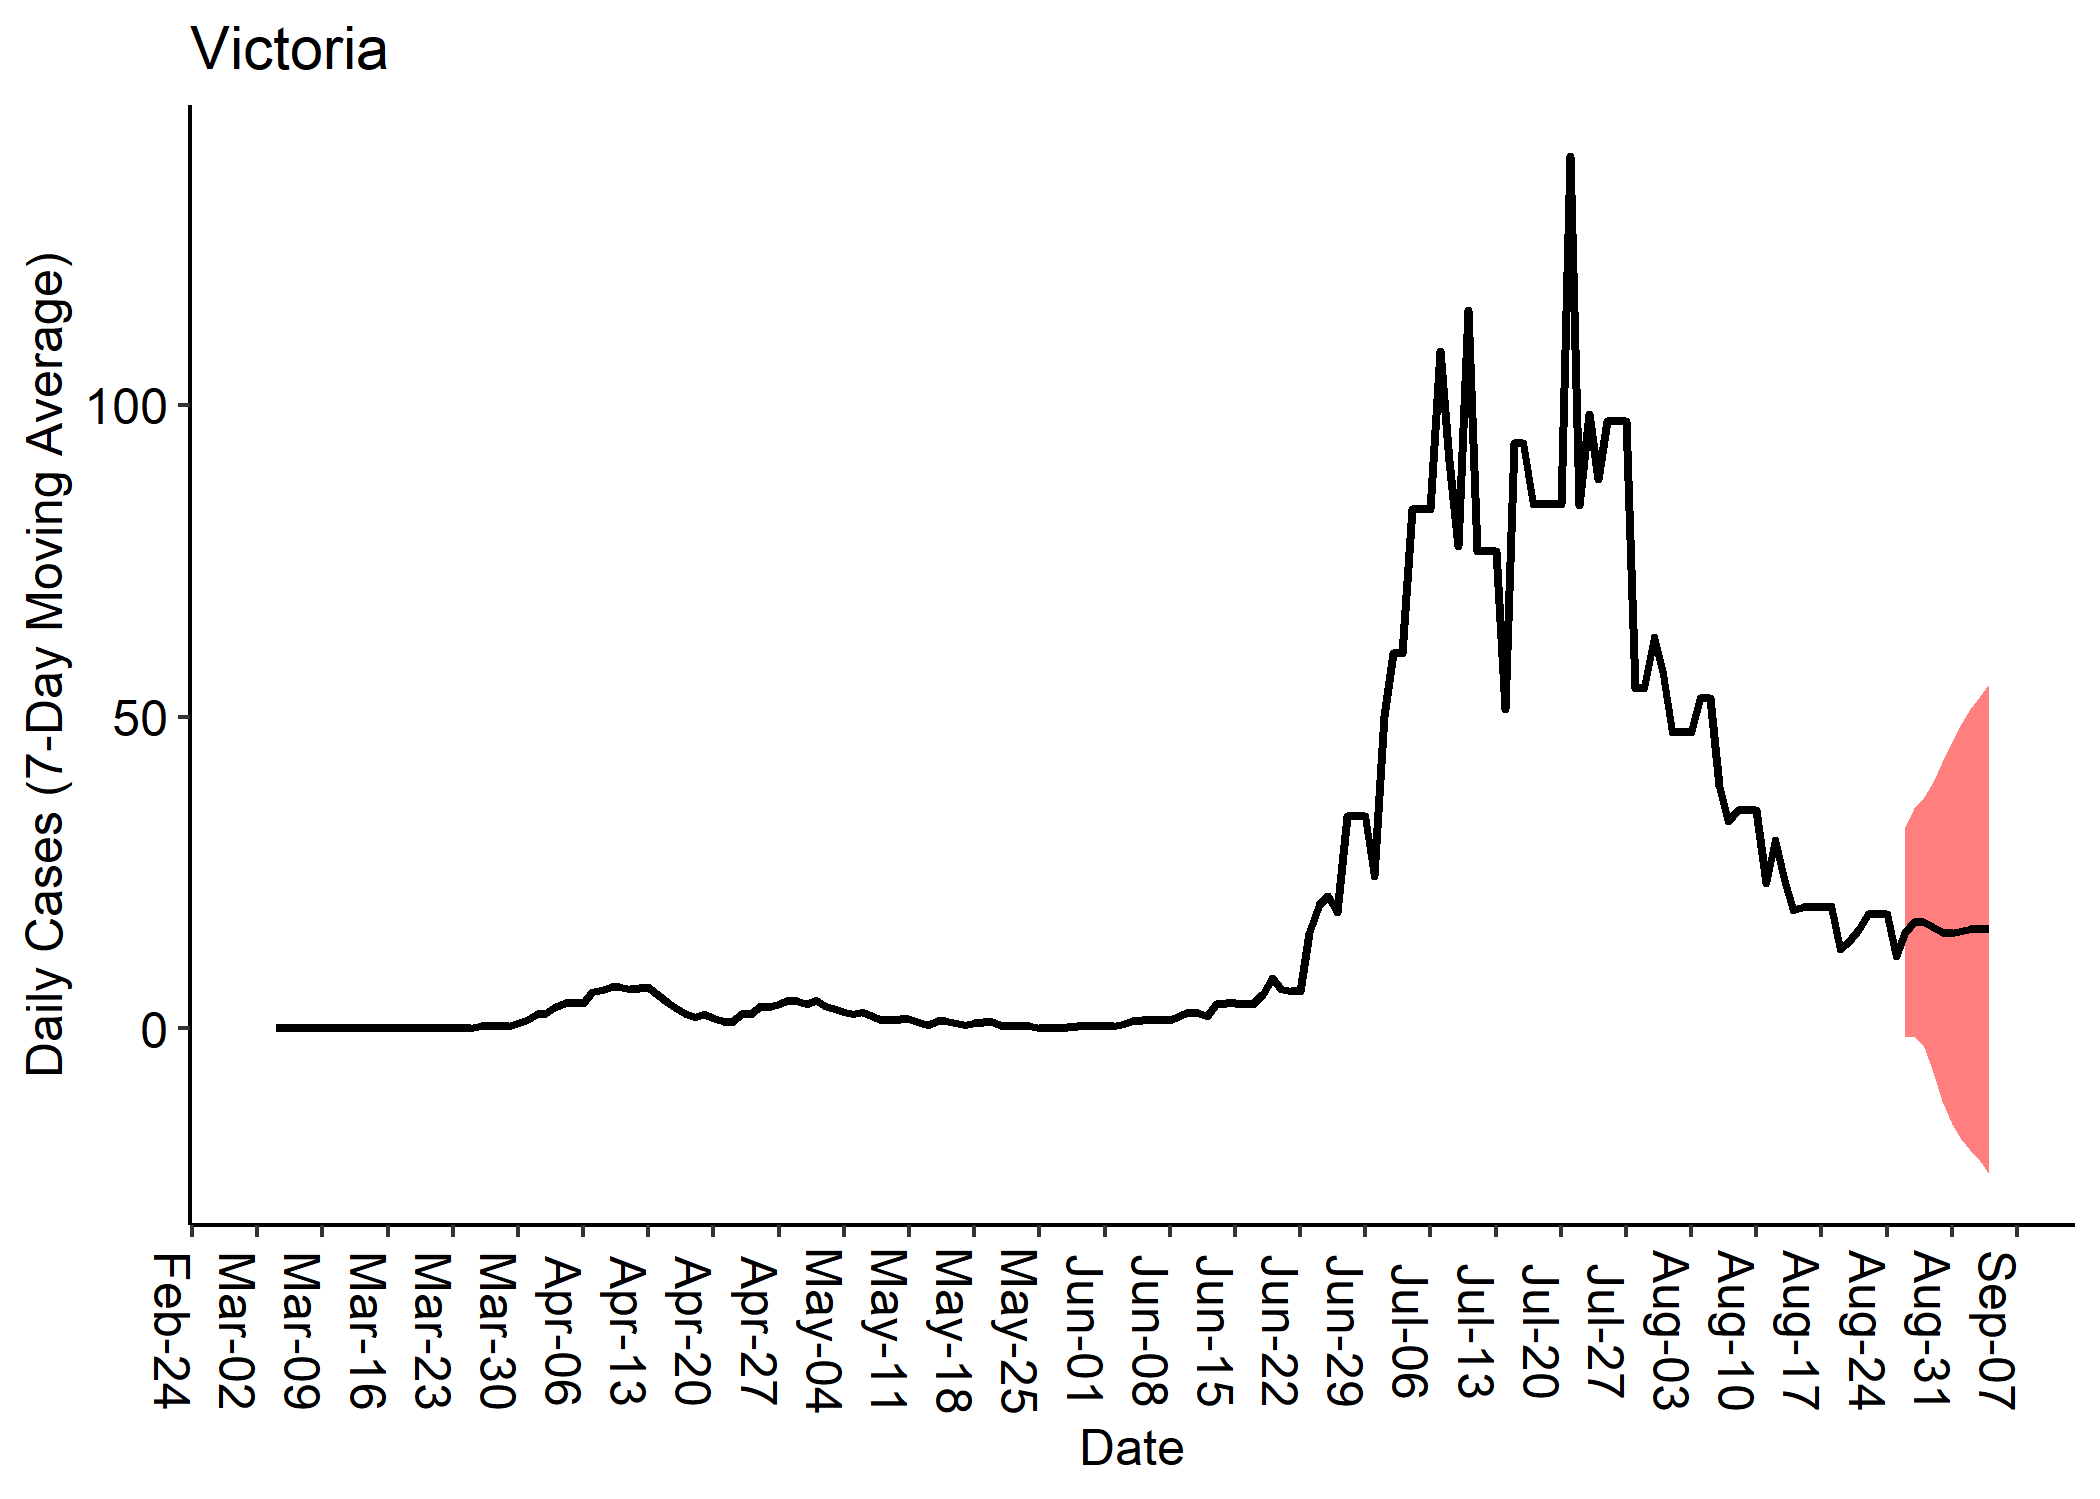 Victoria
Daily Cases (7-Day Moving Average)
100
50
0
Feb-24
Mar-02
Mar-09
Mar-16
Mar-23
Mar-30
Apr-06
Apr-13
Apr-20
Apr-27
May-04
May-11
May-18
May-25
Jun-01
Jun-08
Jun-15
Jun-22
Jun-29
Jul-06
Jul-13
Jul-20
Jul-27
Aug-03
Aug-10
Aug-17
Aug-24
Aug-31
Sep-07
Date